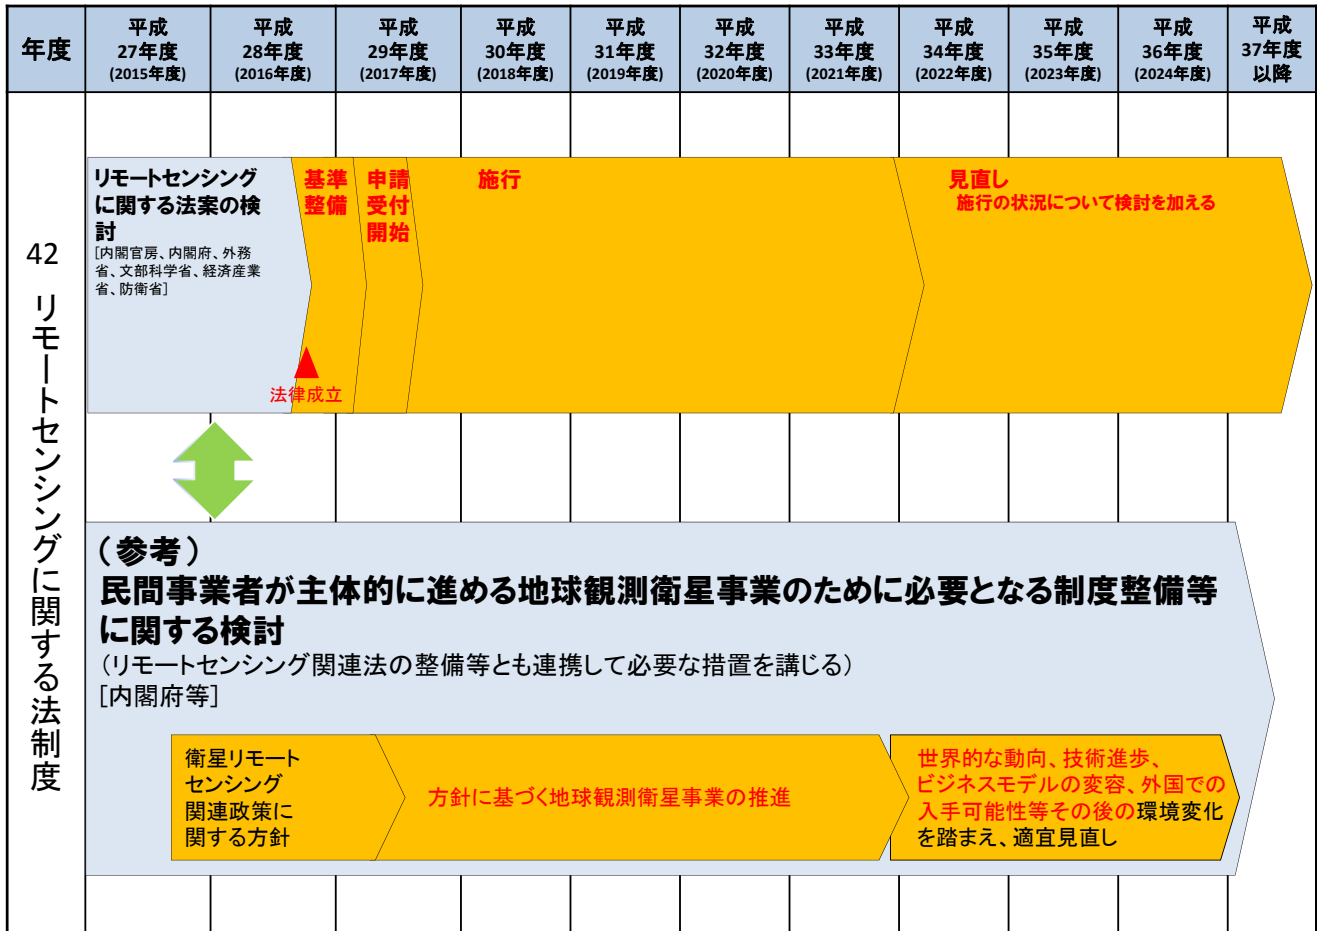 年度
平成
27年度
(2015年度)
平成
28年度
(2016年度)
平成
29年度
(2017年度)
平成
30年度
(2018年度)
平成
31年度
(2019年度)
平成
32年度
(2020年度)
平成
33年度
(2021年度)
平成
34年度
(2022年度)
平成
35年度
(2023年度)
平成
36年度
(2024年度)
平成
37年度
以降
42 リモートセンシングに関する法制度
リモートセンシング
に関する法案の検
討
[内閣官房、内閣府、外務
省、文部科学省、経済産業
省、防衛省]
基準
整備
申請
受付
開始
施行
見直し
施行の状況について検討を加える
法律成立
（参考）
民間事業者が主体的に進める地球観測衛星事業のために必要となる制度整備等
に関する検討
（リモートセンシング関連法の整備等とも連携して必要な措置を講じる）
[内閣府等]
衛星リモート
センシング
関連政策に
関する方針
方針に基づく地球観測衛星事業の推進
世界的な動向、技術進歩、
ビジネスモデルの変容、外国での
入手可能性等その後の環境変化
を踏まえ、適宜見直し